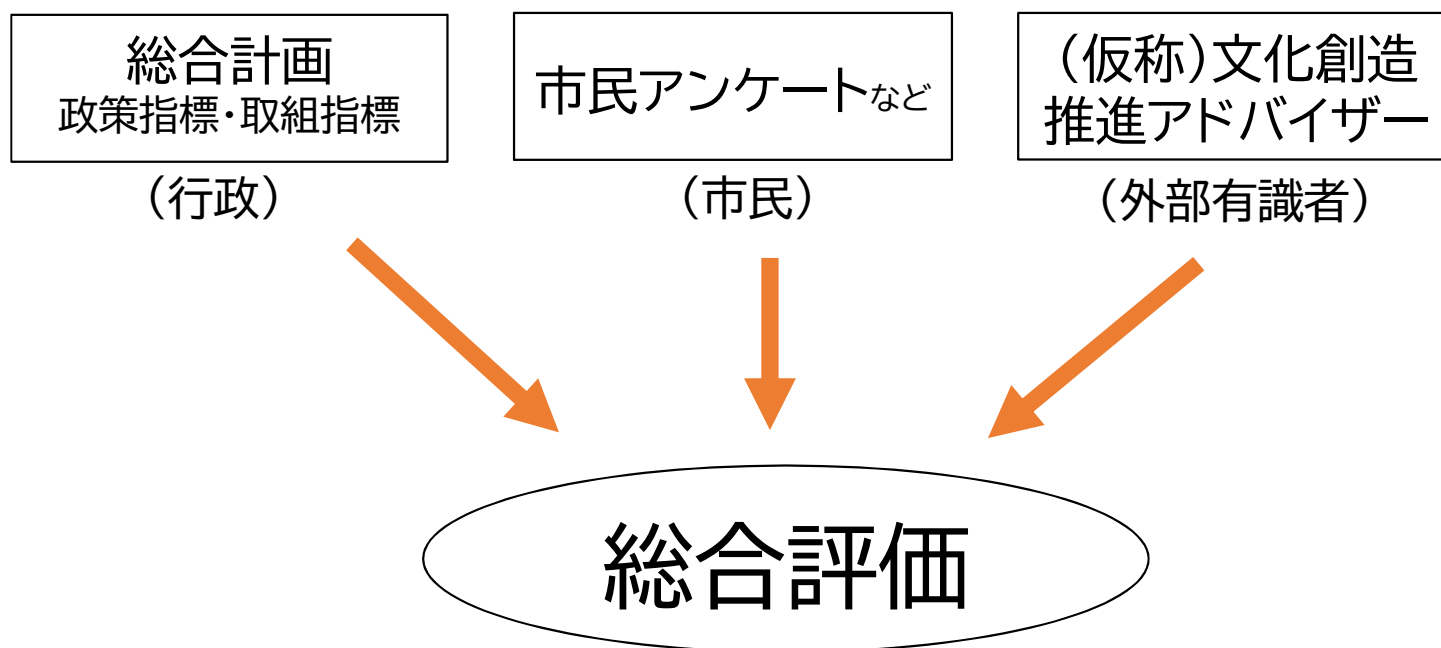 総合計画
政策指標・取組指標
(行政)
市民アンケートなど
(市民)
(仮称)文化創造
推進アドバイザー
(外部有識者)
総合評価